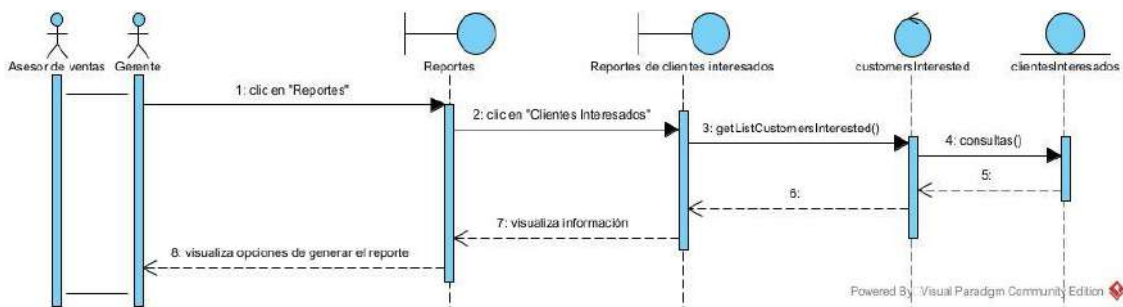 Asesor de ventas
Gerente
Reportes
Reportes de clientes interesados
customersInterested
clientesInteresados
1: clic en "Reportes"
2: clic en "Clientes Interesados"
3: getListCustomersInterested()
4: consultas()
5:
6:
7: visualiza información
8: visualiza opciones de generar el reporte
Powered By Visual Paradigm Community Edition